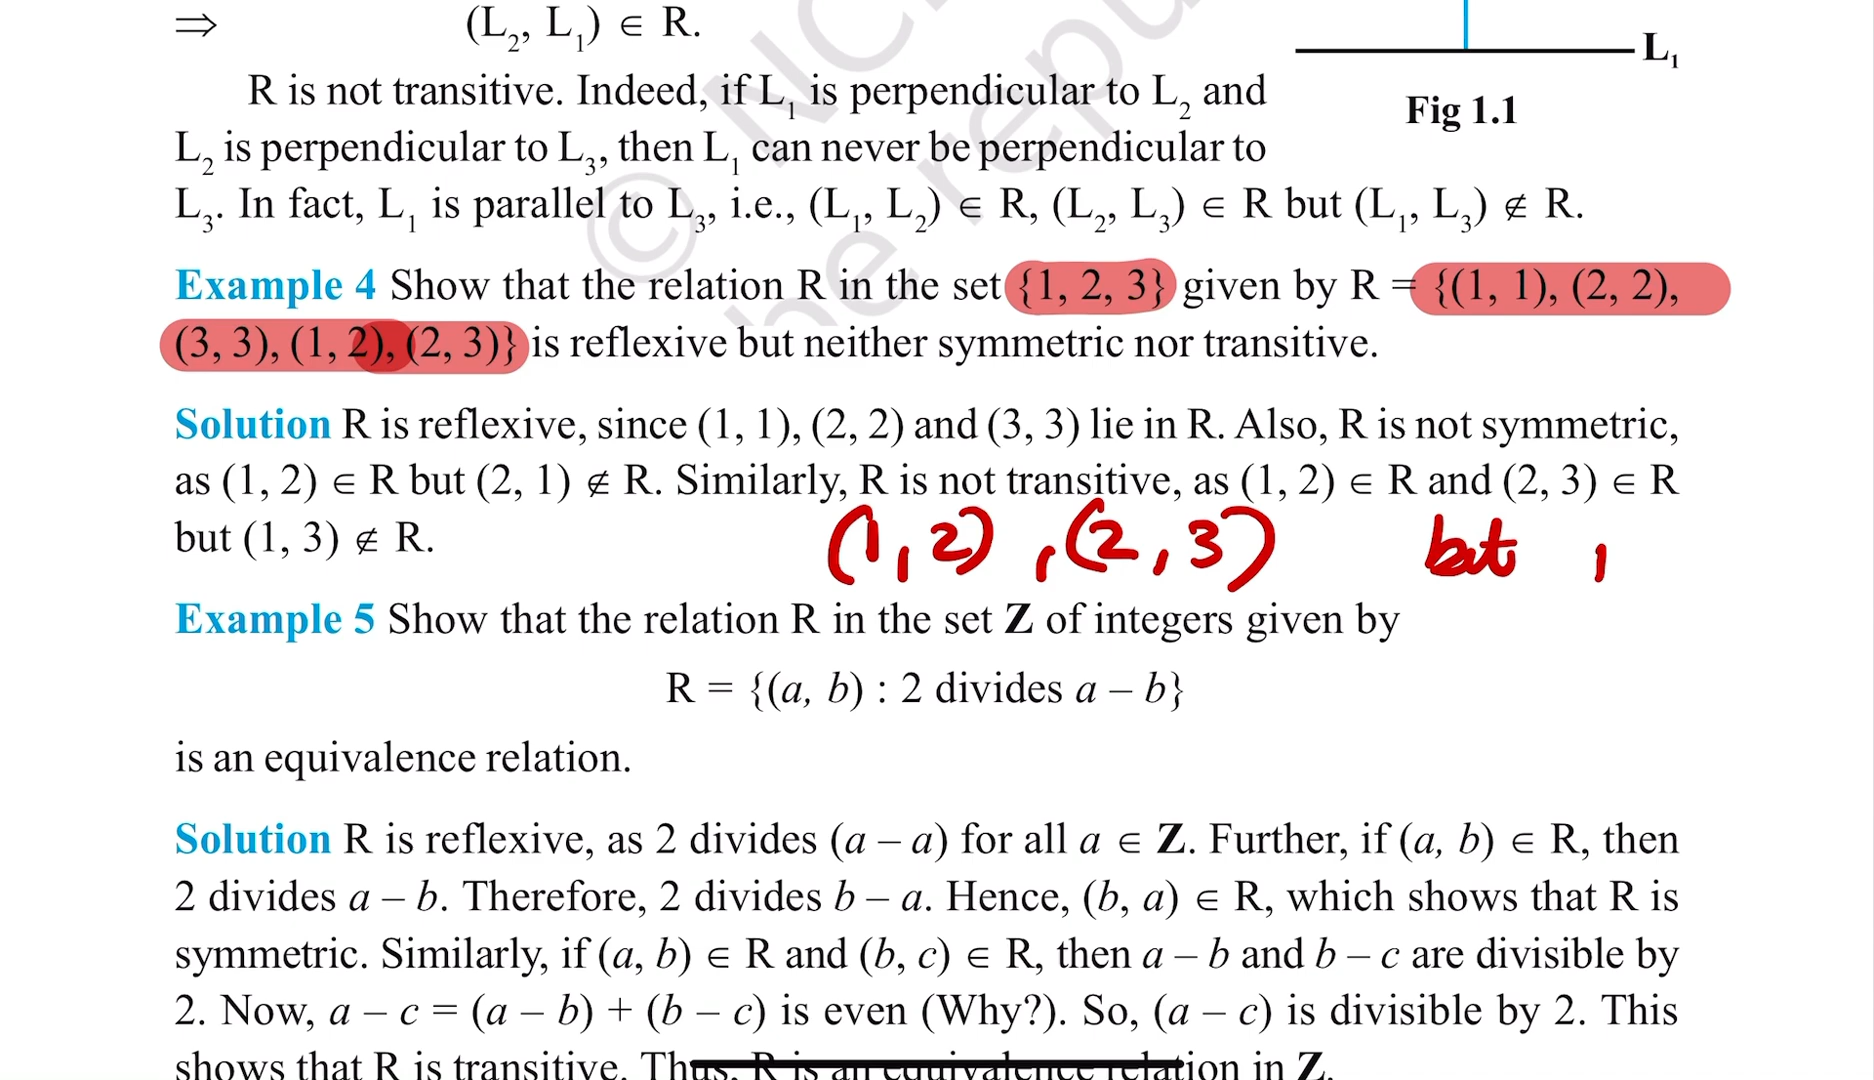 ⇒ (L₂, L₁) ∈ R.
L₁
R is not transitive. Indeed, if L₁ is perpendicular to L₂ and
Fig 1.1
L₂ is perpendicular to L₃, then L₁ can never be perpendicular to
L₃. In fact, L₁ is parallel to L₃, i.e., (L₁, L₂) ∈ R, (L₂, L₃) ∈ R but (L₁, L₃) ∉ R.
Example 4 Show that the relation R in the set {1, 2, 3} given by R = {(1, 1), (2, 2),
(3, 3), (1, 2), (2, 3)} is reflexive but neither symmetric nor transitive.
Solution R is reflexive, since (1, 1), (2, 2) and (3, 3) lie in R. Also, R is not symmetric,
as (1, 2) ∈ R but (2, 1) ∉ R. Similarly, R is not transitive, as (1, 2) ∈ R and (2, 3) ∈ R
but (1, 3) ∉ R.
(1, 2) , (2, 3) but 1
Example 5 Show that the relation R in the set Z of integers given by
R = {(a, b) : 2 divides a – b}
is an equivalence relation.
Solution R is reflexive, as 2 divides (a – a) for all a ∈ Z. Further, if (a, b) ∈ R, then
2 divides a – b. Therefore, 2 divides b – a. Hence, (b, a) ∈ R, which shows that R is
symmetric. Similarly, if (a, b) ∈ R and (b, c) ∈ R, then a – b and b – c are divisible by
2. Now, a – c = (a – b) + (b – c) is even (Why?). So, (a – c) is divisible by 2. This
shows that R is transitive. Thus, R is an equivalence relation in Z.